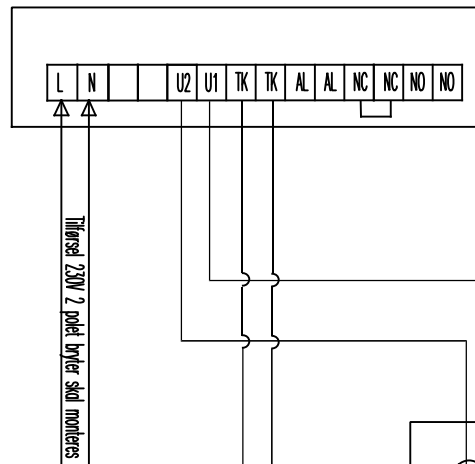 L N U2 U1 TK TK AL AL NC NC NO NO
Tilførsel 230V 2 polet bryter skal monteres